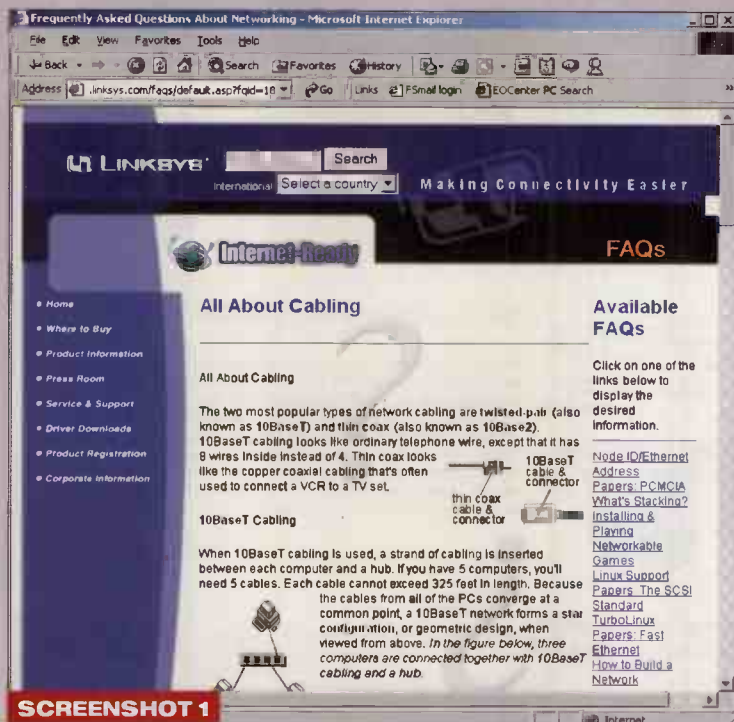 Frequently Asked Questions About Networking - Microsoft Internet Explorer
File Edit View Favorites Tools Help
Back Search Favorites History
Address .linksys.com/faqs/default.asp?fqid=18 Go Links FSmail login EOCenter PC Search
LINKSYS Search
International Select a country Making Connectivity Easier
Internet-Ready FAQs
Home
Where to Buy
Product Information
Press Room
Service & Support
Driver Downloads
Product Registration
Corporate Information
All About Cabling
All About Cabling
The two most popular types of network cabling are twisted-pair (also
known as 10BaseT) and thin coax (also known as 10Base2).
10BaseT cabling looks like ordinary telephone wire, except that it has
8 wires inside instead of 4. Thin coax looks
like the copper coaxial cabling that's often
used to connect a VCR to a TV set.
10BaseT
cable &
connector
thin coax
cable &
connector
10BaseT Cabling
When 10BaseT cabling is used, a strand of cabling is inserted
between each computer and a hub. If you have 5 computers, you'll
need 5 cables. Each cable cannot exceed 325 feet in length. Because
the cables from all of the PCs converge at a
common point, a 10BaseT network forms a star
configuration, or geometric design, when
viewed from above. In the figure below, three
computers are connected together with 10BaseT
cabling and a hub.
Available
FAQs
Click on one of the
links below to
display the
desired
information.
Node ID/Ethernet
Address
Papers: PCMCIA
What's Stacking?
Installing &
Playing
Networkable
Games
Linux Support
Papers: The SCSI
Standard
TurboLinux
Papers: Fast
Ethernet
How to Build a
Network
SCREENSHOT 1
Internet